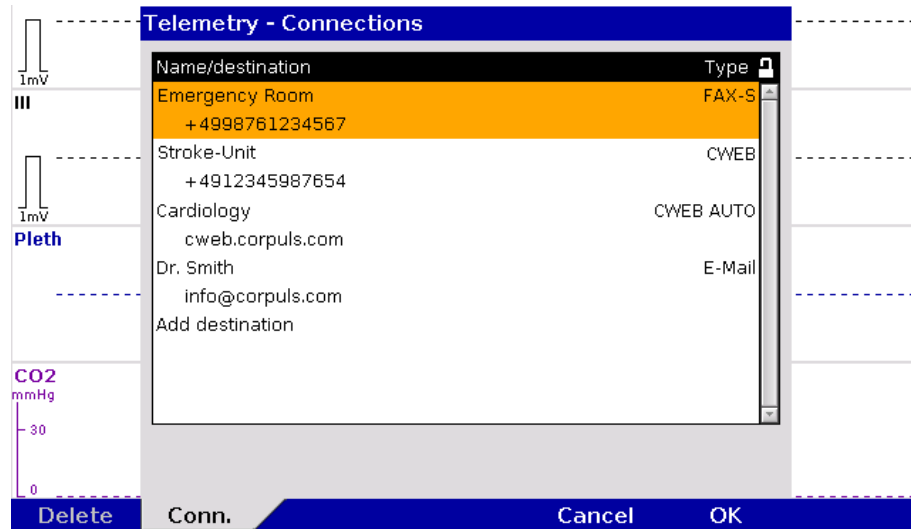 Telemetry - Connections
Name/destination Type
Emergency Room FAX-S
+4998761234567
Stroke-Unit CWEB
+4912345987654
Cardiology CWEB AUTO
cweb.corpuls.com
Dr. Smith E-Mail
info@corpuls.com
Add destination
1mV
III
1mV
Pleth
CO2
mmHg
30
0
Delete Conn. Cancel OK